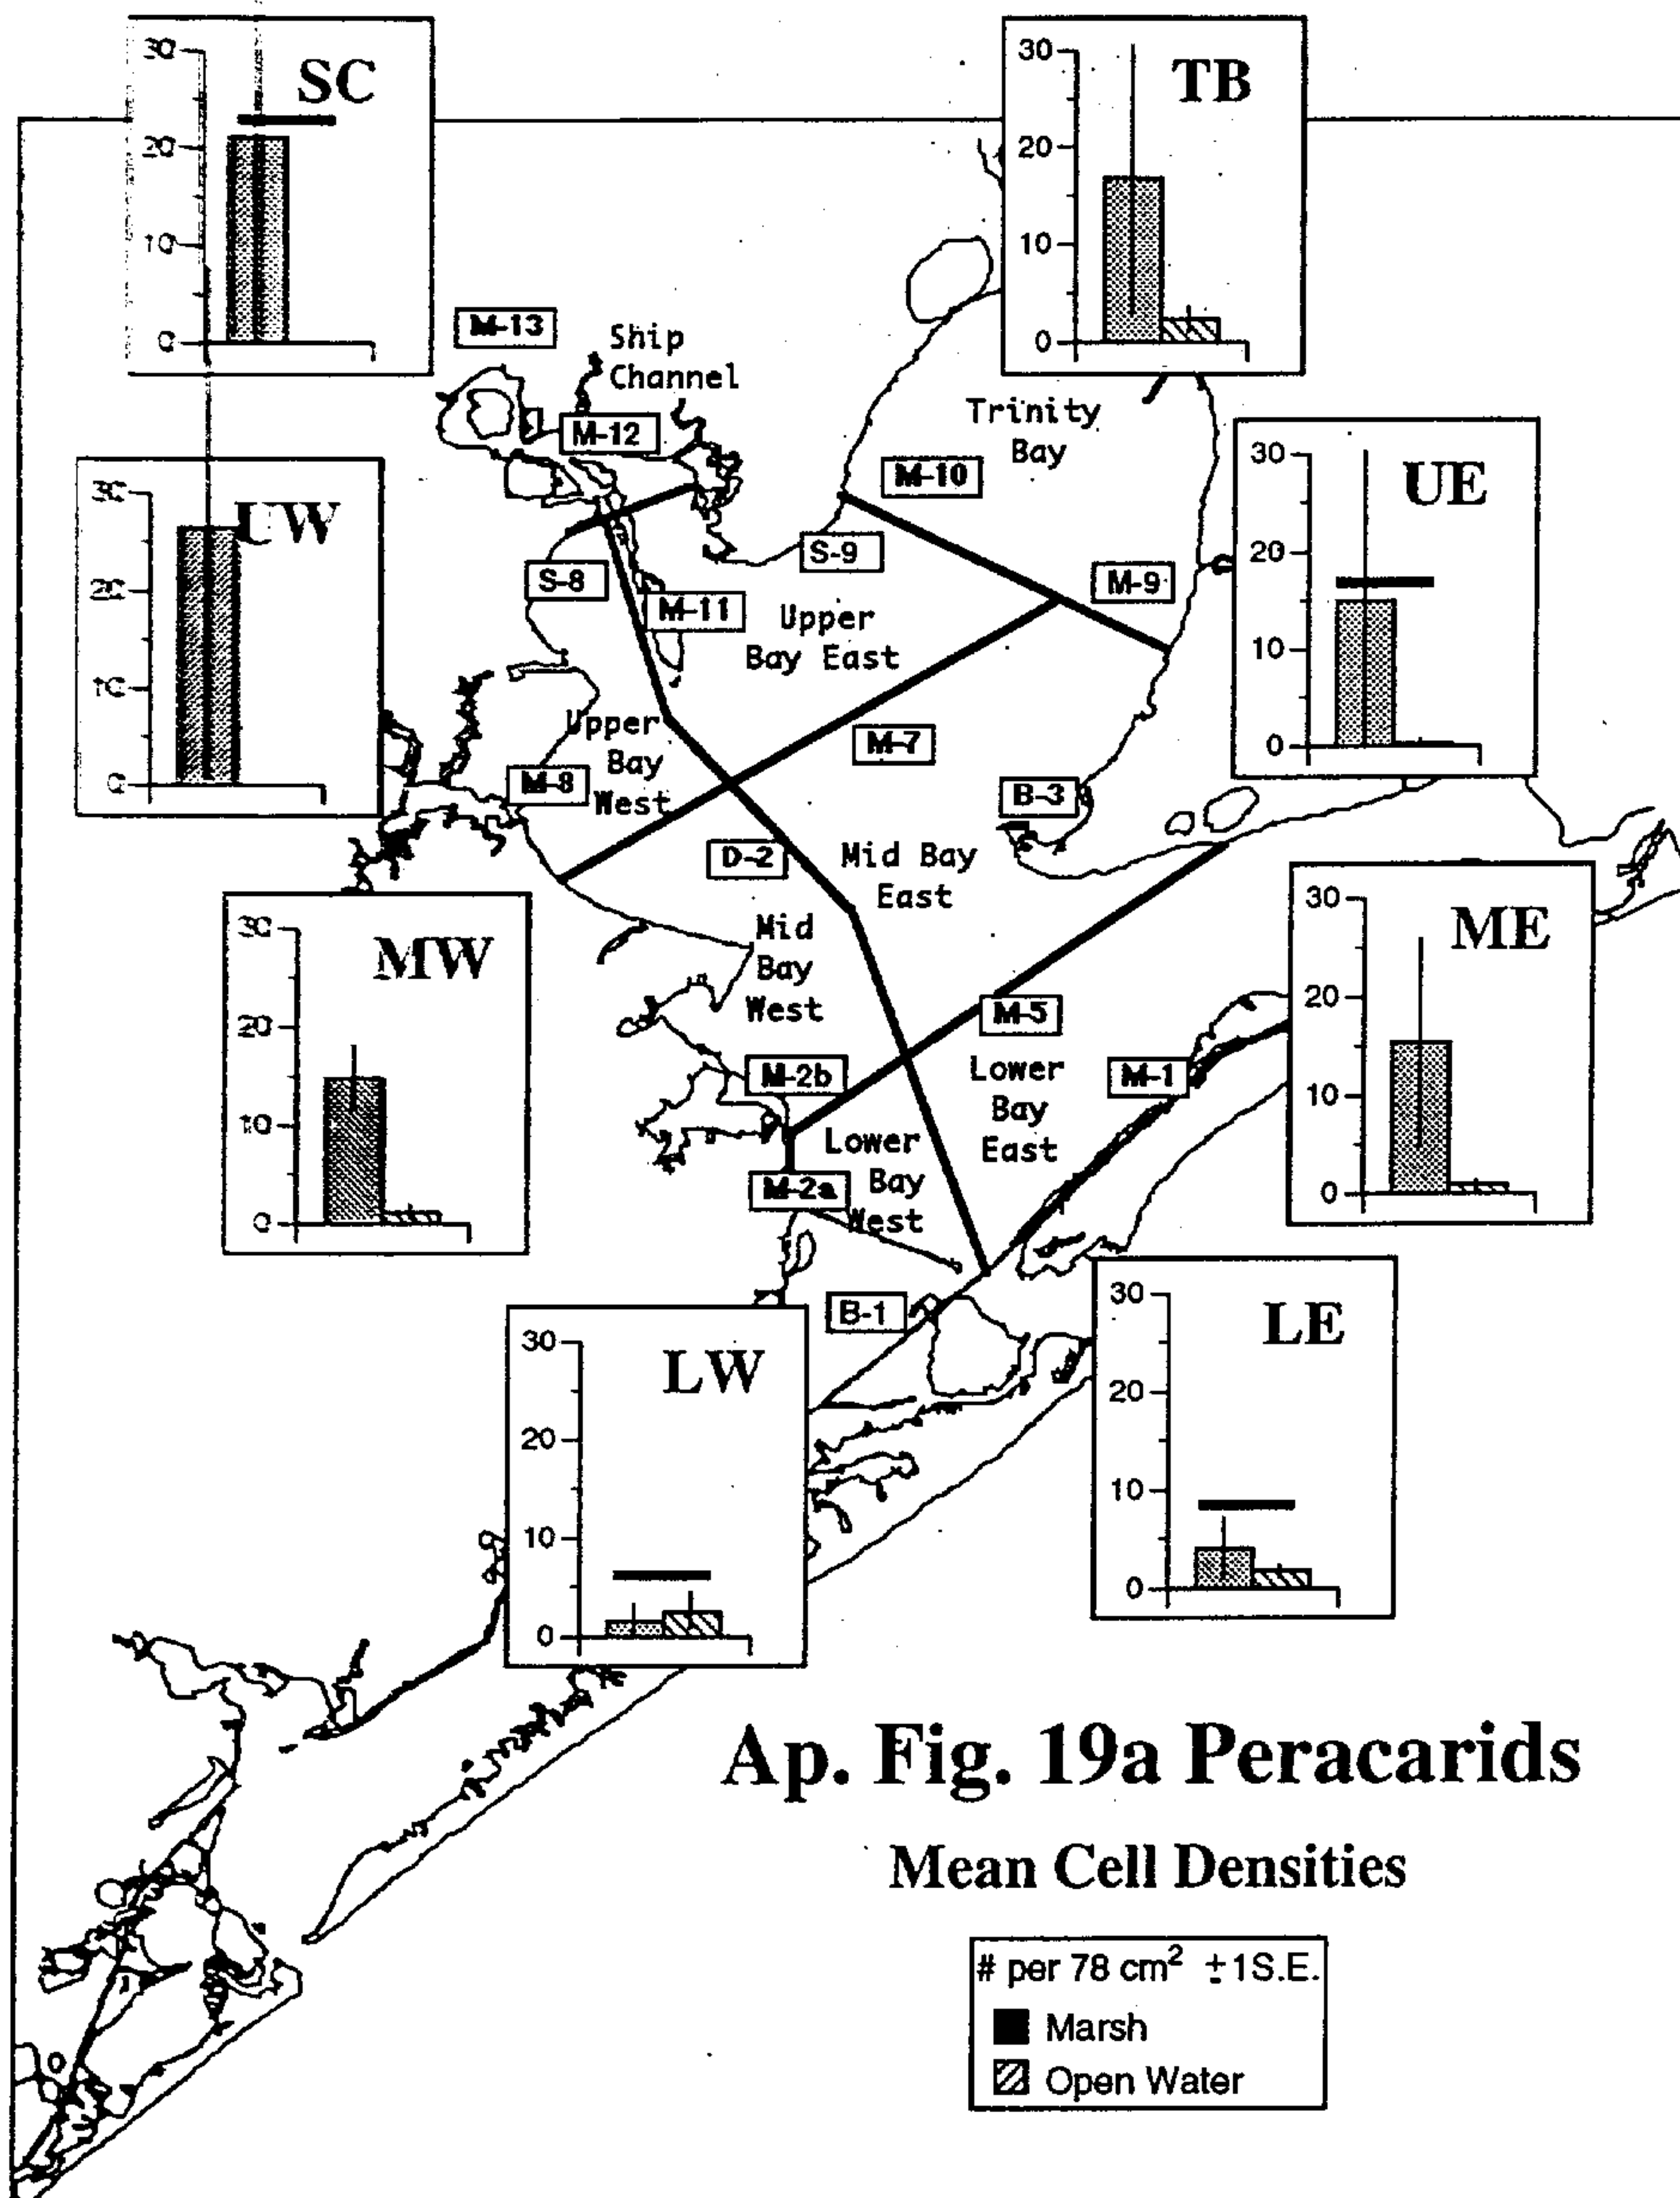 SC
30
20
10
0
TB
30
20
10
0
M-13
Ship
Channel
M-12
Trinity
Bay
M-10
UE
30
20
10
0
UW
30
20
10
0
S-9
S-8
M-9
M-11
Upper
Bay East
Upper
Bay
West
M-7
M-8
B-3
D-2
Mid Bay
East
MW
30
20
10
0
Mid
Bay
West
ME
30
20
10
0
M-5
M-2b
Lower
Bay
East
M-1
Lower
Bay
West
M-2a
B-1
LE
30
20
10
0
LW
30
20
10
0
Ap. Fig. 19a Peracarids
Mean Cell Densities
# per 78 cm² ±1S.E.
Marsh
Open Water